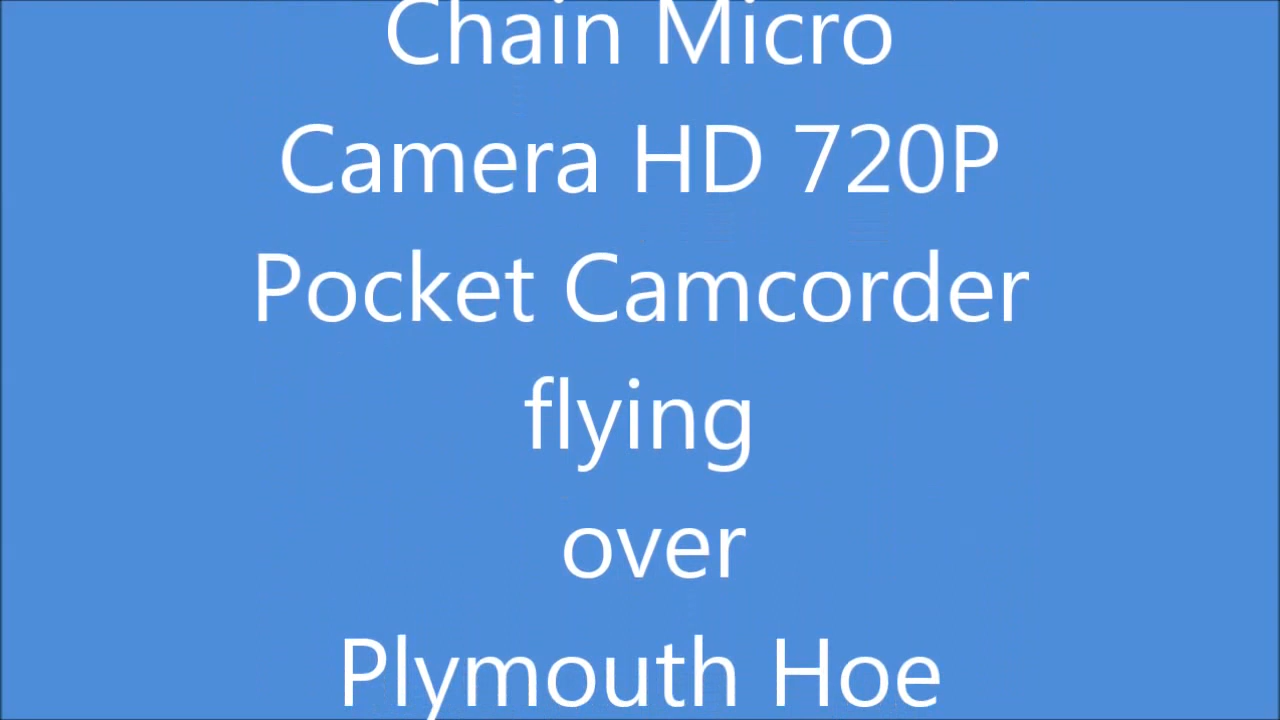 Chain Micro
Camera HD 720P
Pocket Camcorder
flying
over
Plymouth Hoe